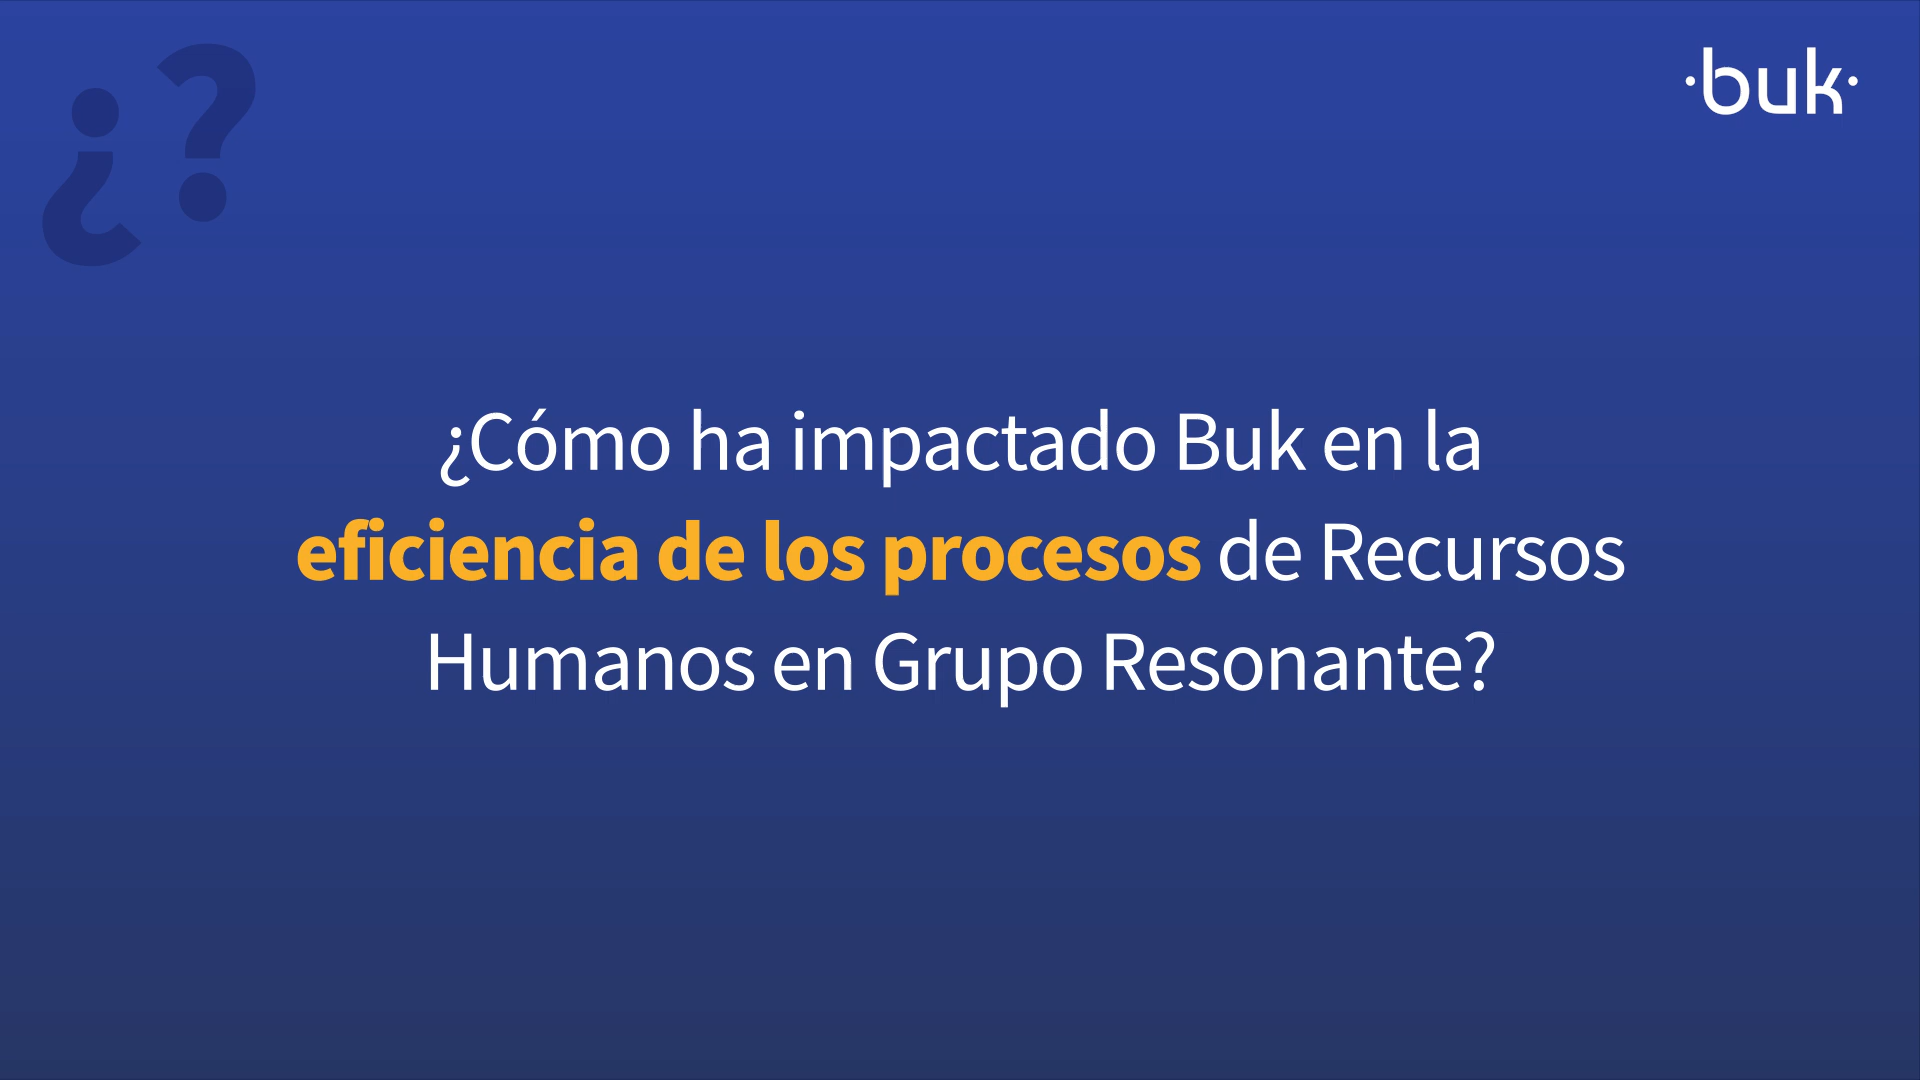 ¿?
·buk·
¿Cómo ha impactado Buk en la
eficiencia de los procesos de Recursos
Humanos en Grupo Resonante?